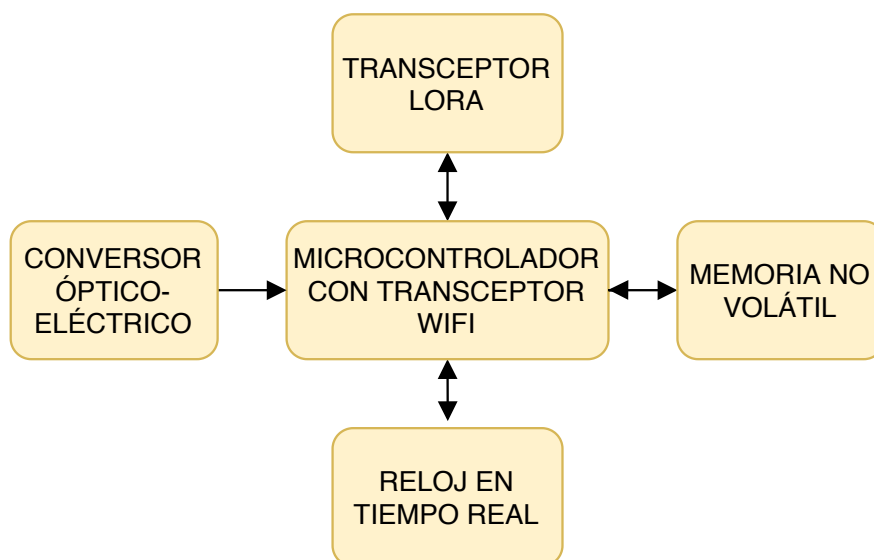 TRANSCEPTOR
LORA
CONVERSOR
ÓPTICO-
ELÉCTRICO
MICROCONTROLADOR
CON TRANSCEPTOR
WIFI
MEMORIA NO
VOLÁTIL
RELOJ EN
TIEMPO REAL